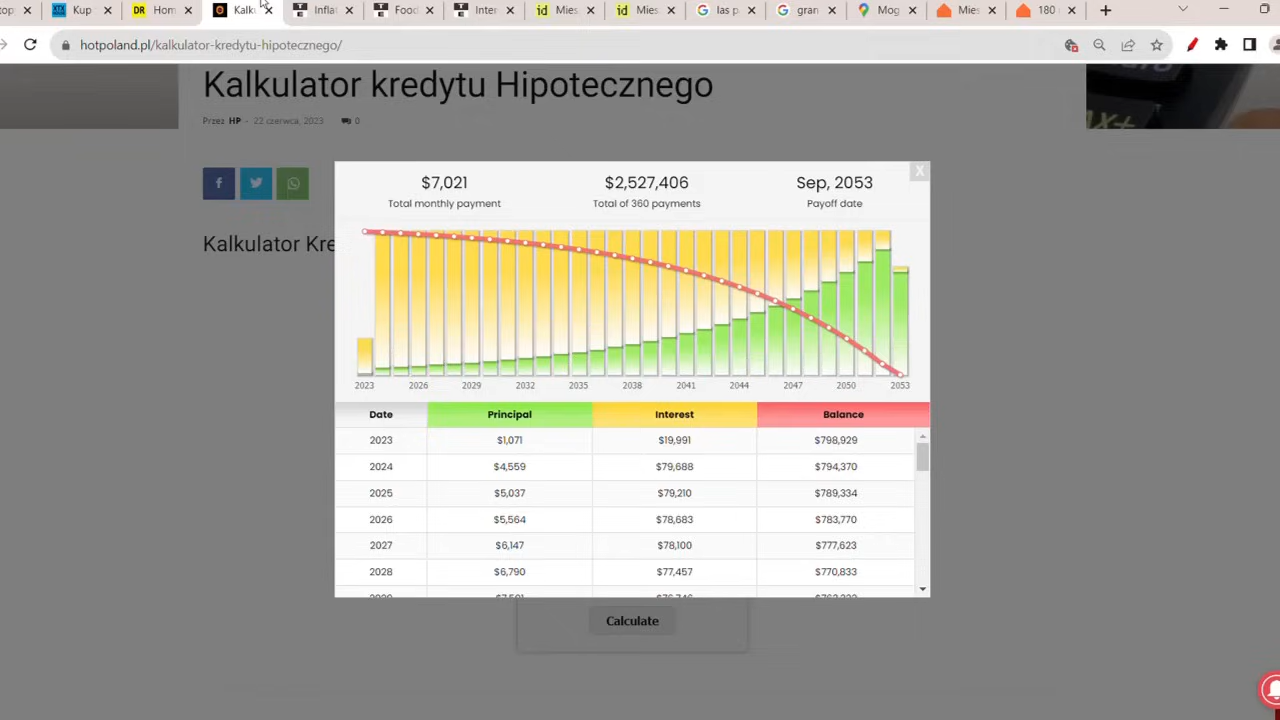 top
Kup
DR Hom
Kalku
Infla
Food
Inter
id Mies
id Mies
las p
gran
Mog
Mies
180
hotpoland.pl/kalkulator-kredytu-hipotecznego/
Kalkulator kredytu Hipotecznego
Przez HP - 22 czerwca, 2023 0
Kalkulator Kre
X
$7,021 $2,527,406 Sep, 2053
Total monthly payment Total of 360 payments Payoff date
2023 2026 2029 2032 2035 2038 2041 2044 2047 2050 2053
Date Principal Interest Balance
2023 $1,071 $19,991 $798,929
2024 $4,559 $79,688 $794,370
2025 $5,037 $79,210 $789,334
2026 $5,564 $78,683 $783,770
2027 $6,147 $78,100 $777,623
2028 $6,790 $77,457 $770,833
Calculate